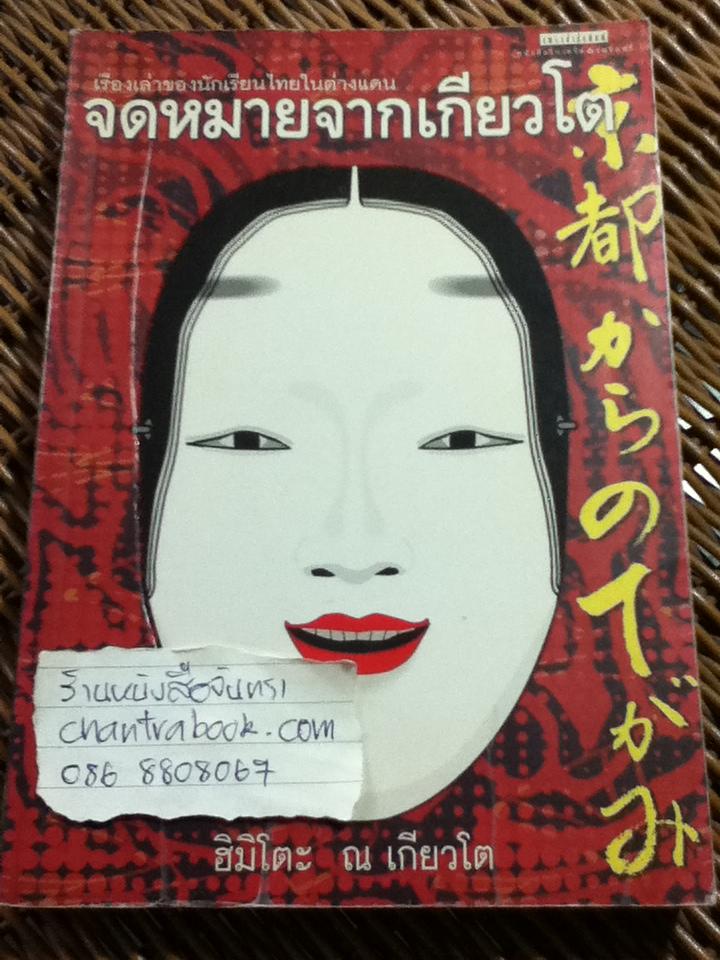 เรื่องเล่าของนักเรียนไทยในต่างแดน
จดหมายจากเกียวโต
京都からのてがみ
ร้านหนังสือจันทรา
chantrabook.com
086 8808067
ฮิมิโตะ ณ เกียวโต